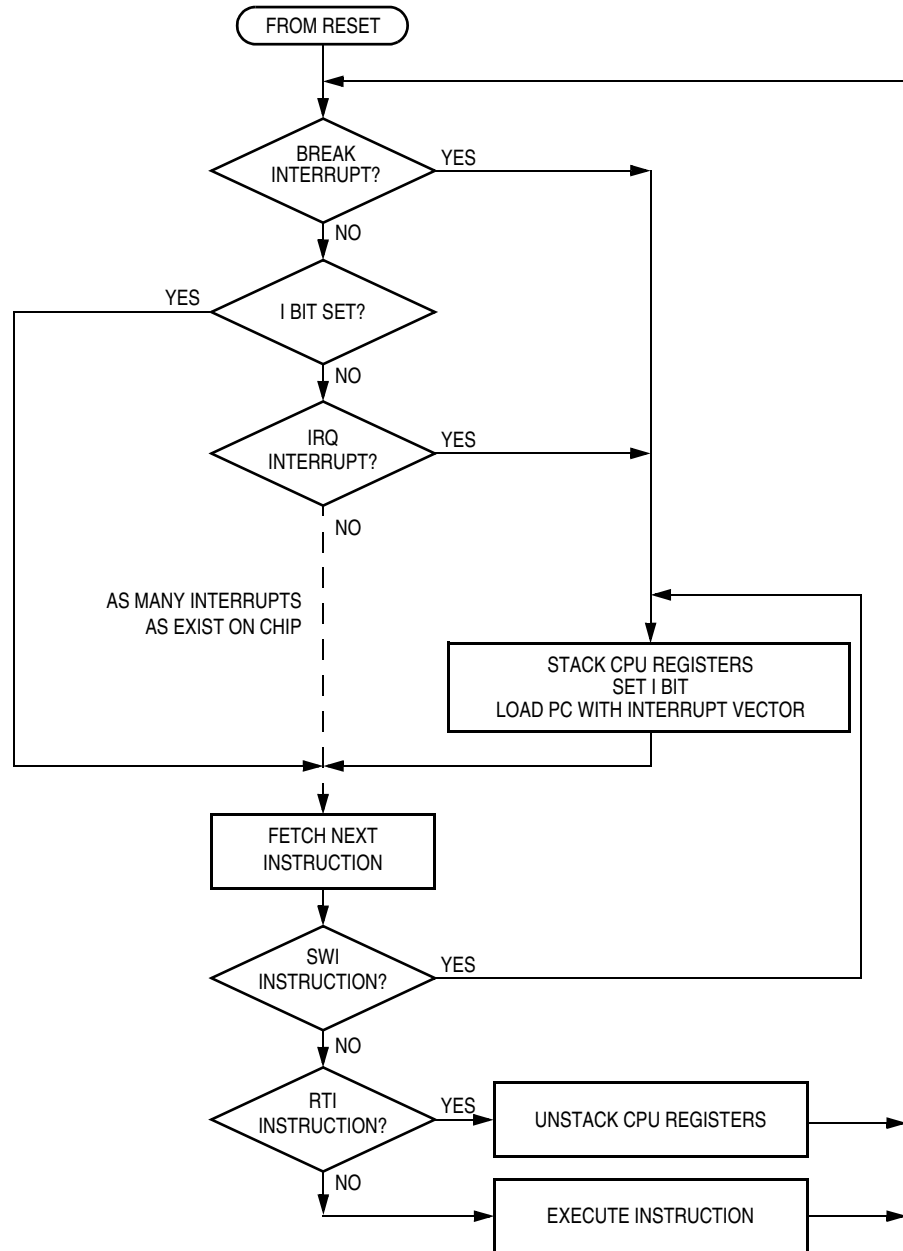 FROM RESET
BREAK
INTERRUPT?
YES
NO
YES
I BIT SET?
NO
IRQ
INTERRUPT?
YES
NO
AS MANY INTERRUPTS
AS EXIST ON CHIP
STACK CPU REGISTERS
SET I BIT
LOAD PC WITH INTERRUPT VECTOR
FETCH NEXT
INSTRUCTION
SWI
INSTRUCTION?
YES
NO
RTI
INSTRUCTION?
YES
UNSTACK CPU REGISTERS
NO
EXECUTE INSTRUCTION